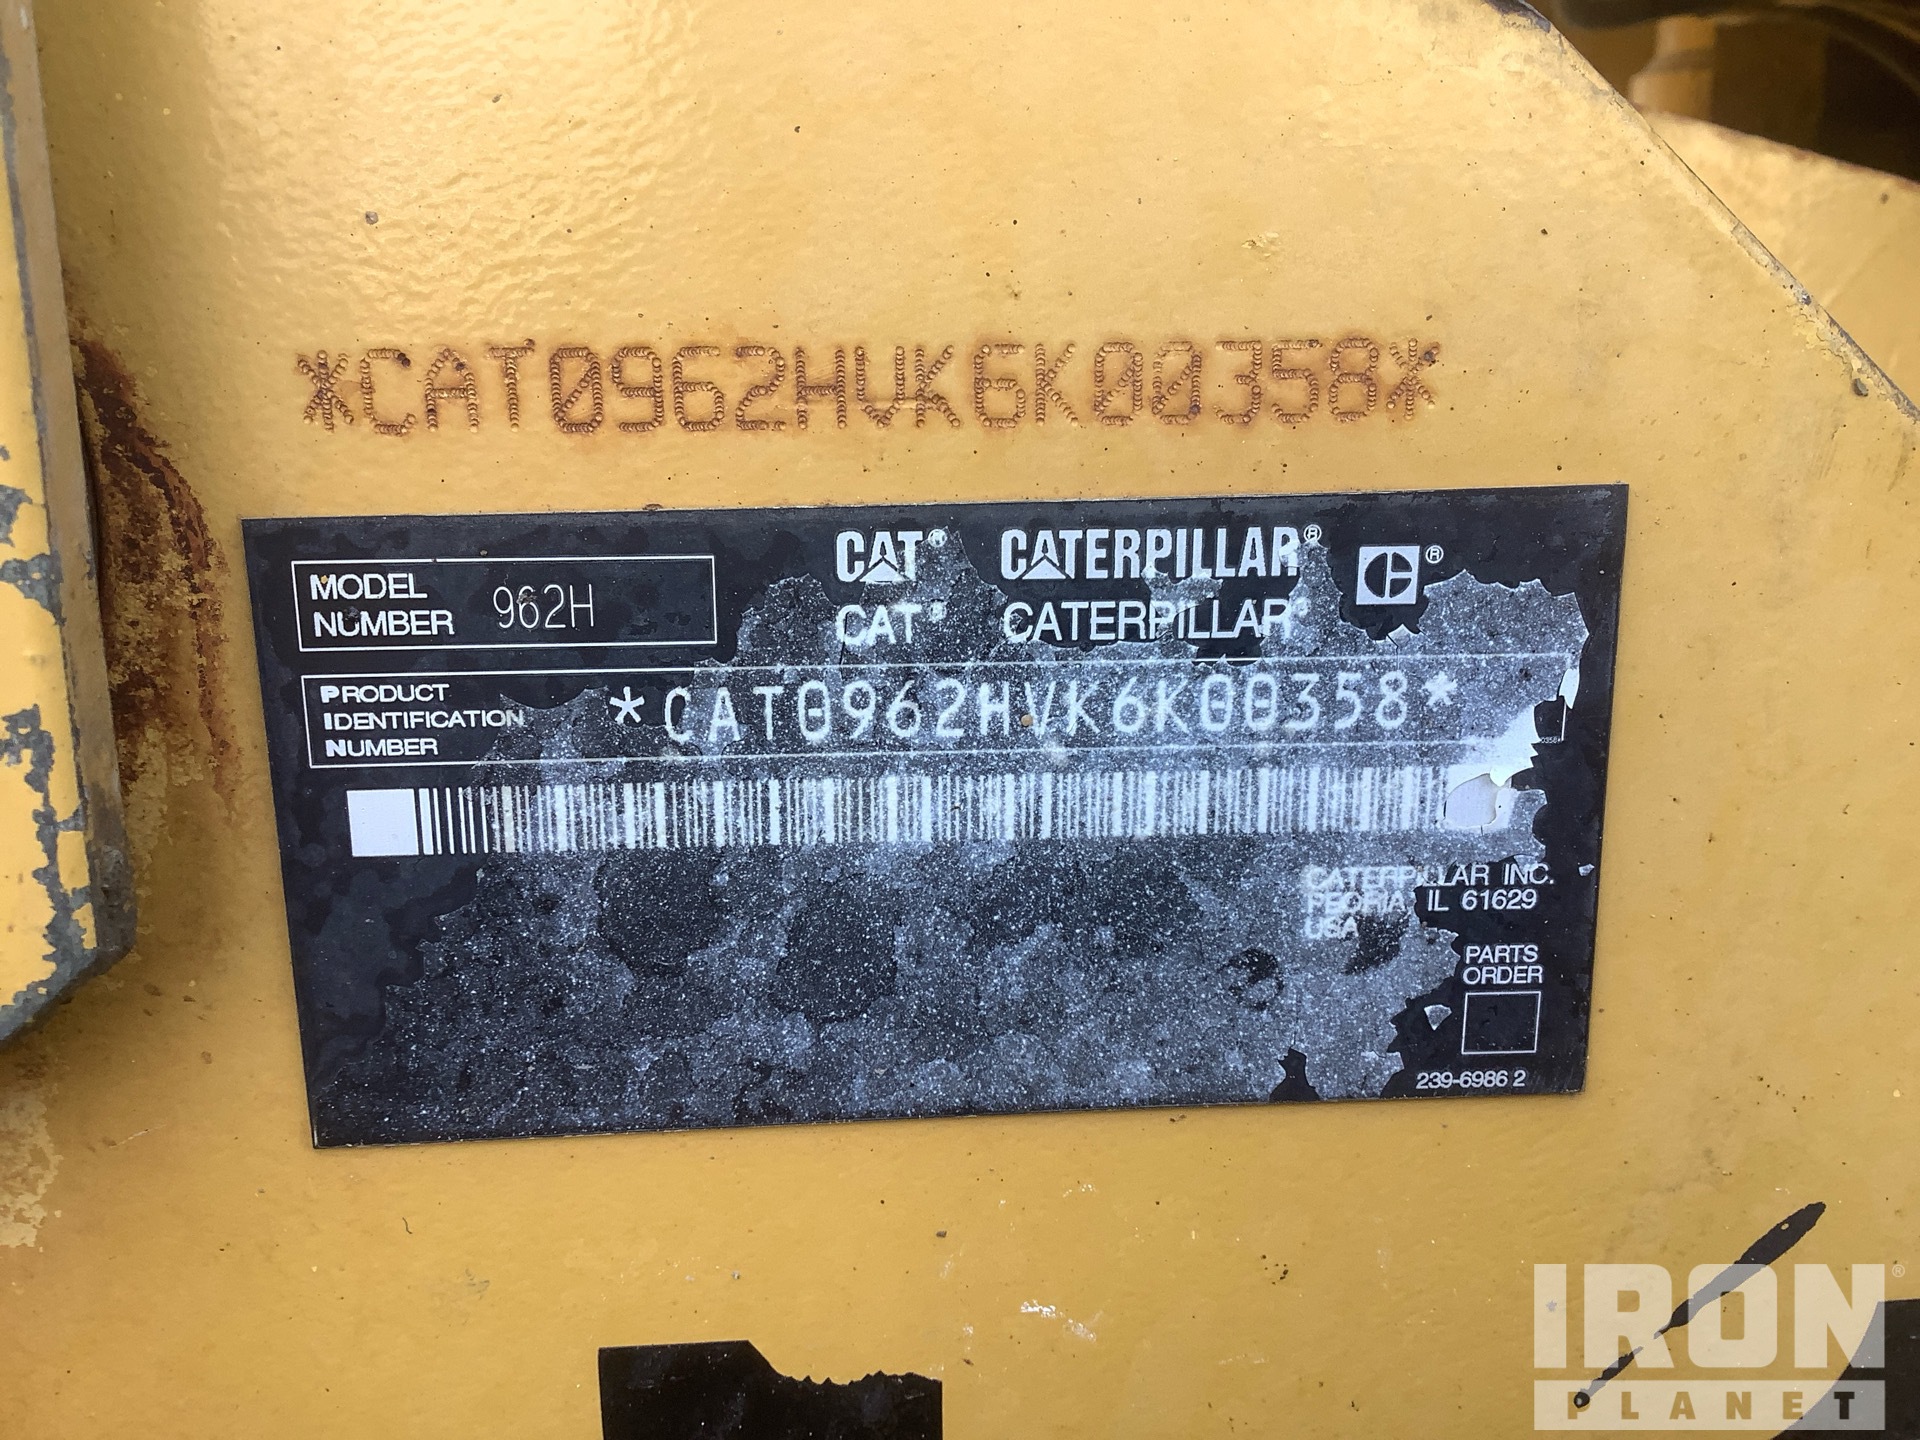 *CAT0962HVK6K00358*
CAT® CATERPILLAR® ®
CAT® CATERPILLAR®
MODEL
NUMBER 962H
PRODUCT
IDENTIFICATION
NUMBER
*CAT0962HVK6K00358*
CATERPILLAR INC.
PEORIA, IL 61629
USA
PARTS
ORDER
239-6986 2
IRON®
PLANET